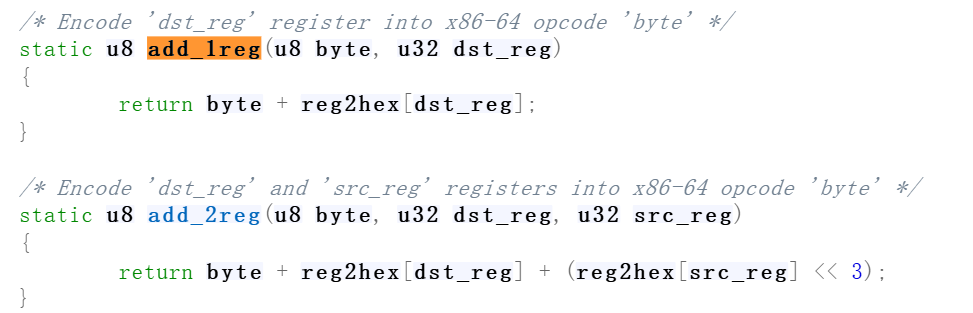 /* Encode 'dst_reg' register into x86-64 opcode 'byte' */
static u8 add_1reg(u8 byte, u32 dst_reg)
{
        return byte + reg2hex[dst_reg];
}

/* Encode 'dst_reg' and 'src_reg' registers into x86-64 opcode 'byte' */
static u8 add_2reg(u8 byte, u32 dst_reg, u32 src_reg)
{
        return byte + reg2hex[dst_reg] + (reg2hex[src_reg] << 3);
}